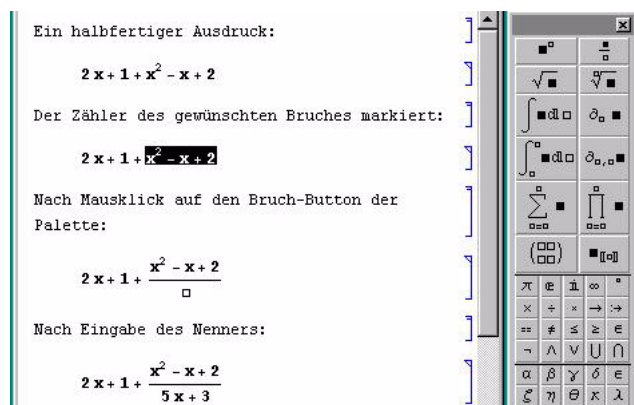 Ein halbfertiger Ausdruck:
2 x + 1 + x² - x + 2
Der Zähler des gewünschten Bruches markiert:
2 x + 1 + x² - x + 2
Nach Mausklick auf den Bruch-Button der
Palette:
2 x + 1 + x² - x + 2 / □
Nach Eingabe des Nenners:
2 x + 1 + x² - x + 2 / 5 x + 3
■^□ ■/□
√■ □√■
∫■ⅆ□ ∂□ ■
∫□^□ ■ⅆ□ ∂□,□ ■
∑ □=□ □ ■ ∏ □=□ □ ■
(□□ □□) ■[[□]]
π ⅇ ⅈ ∞ °
× ÷ × → :→
== ≠ ≤ ≥ ∈
¬ ∧ ∨ ∪ ∩
α β γ δ ε
ζ η θ κ λ